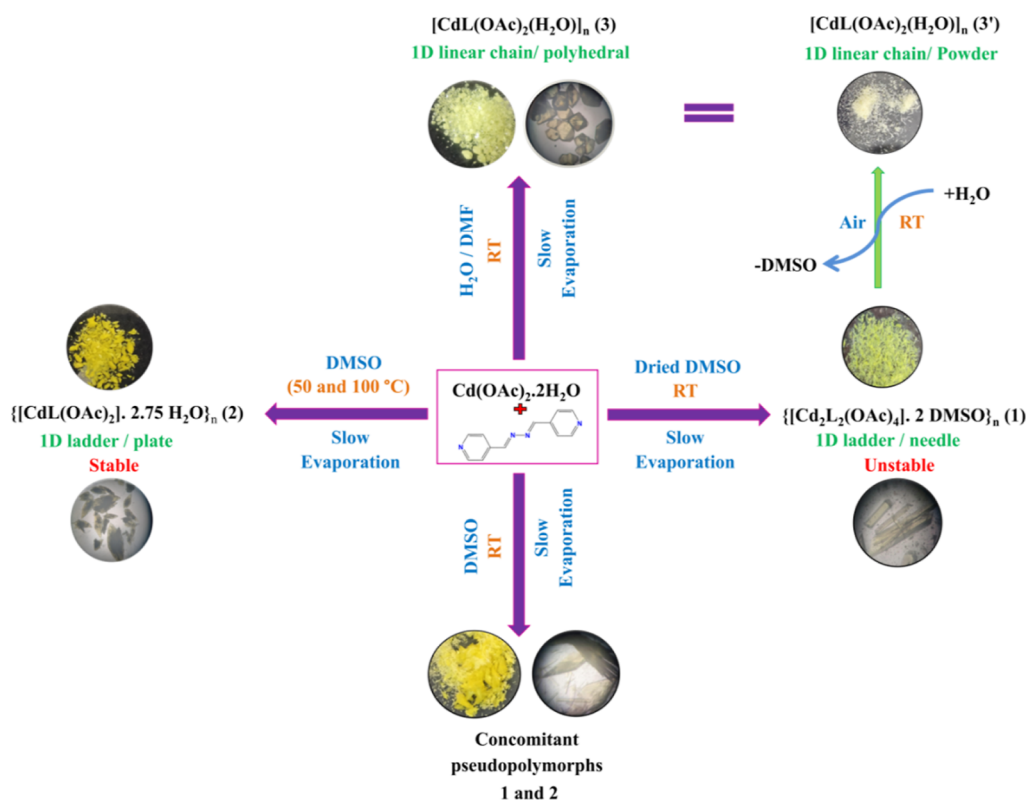 [CdL(OAc)₂(H₂O)]ₙ (3)
1D linear chain/ polyhedral
[CdL(OAc)₂(H₂O)]ₙ (3')
1D linear chain/ Powder
H₂O / DMF
RT
Slow
Evaporation
+H₂O
Air
RT
-DMSO
DMSO
(50 and 100 °C)
Slow
Evaporation
{[CdL(OAc)₂]. 2.75 H₂O}ₙ (2)
1D ladder / plate
Stable
Cd(OAc)₂.2H₂O
+
N
N
N
N
Dried DMSO
RT
Slow
Evaporation
{[Cd₂L₂(OAc)₄]. 2 DMSO}ₙ (1)
1D ladder / needle
Unstable
DMSO
RT
Slow
Evaporation
Concomitant
pseudopolymorphs
1 and 2